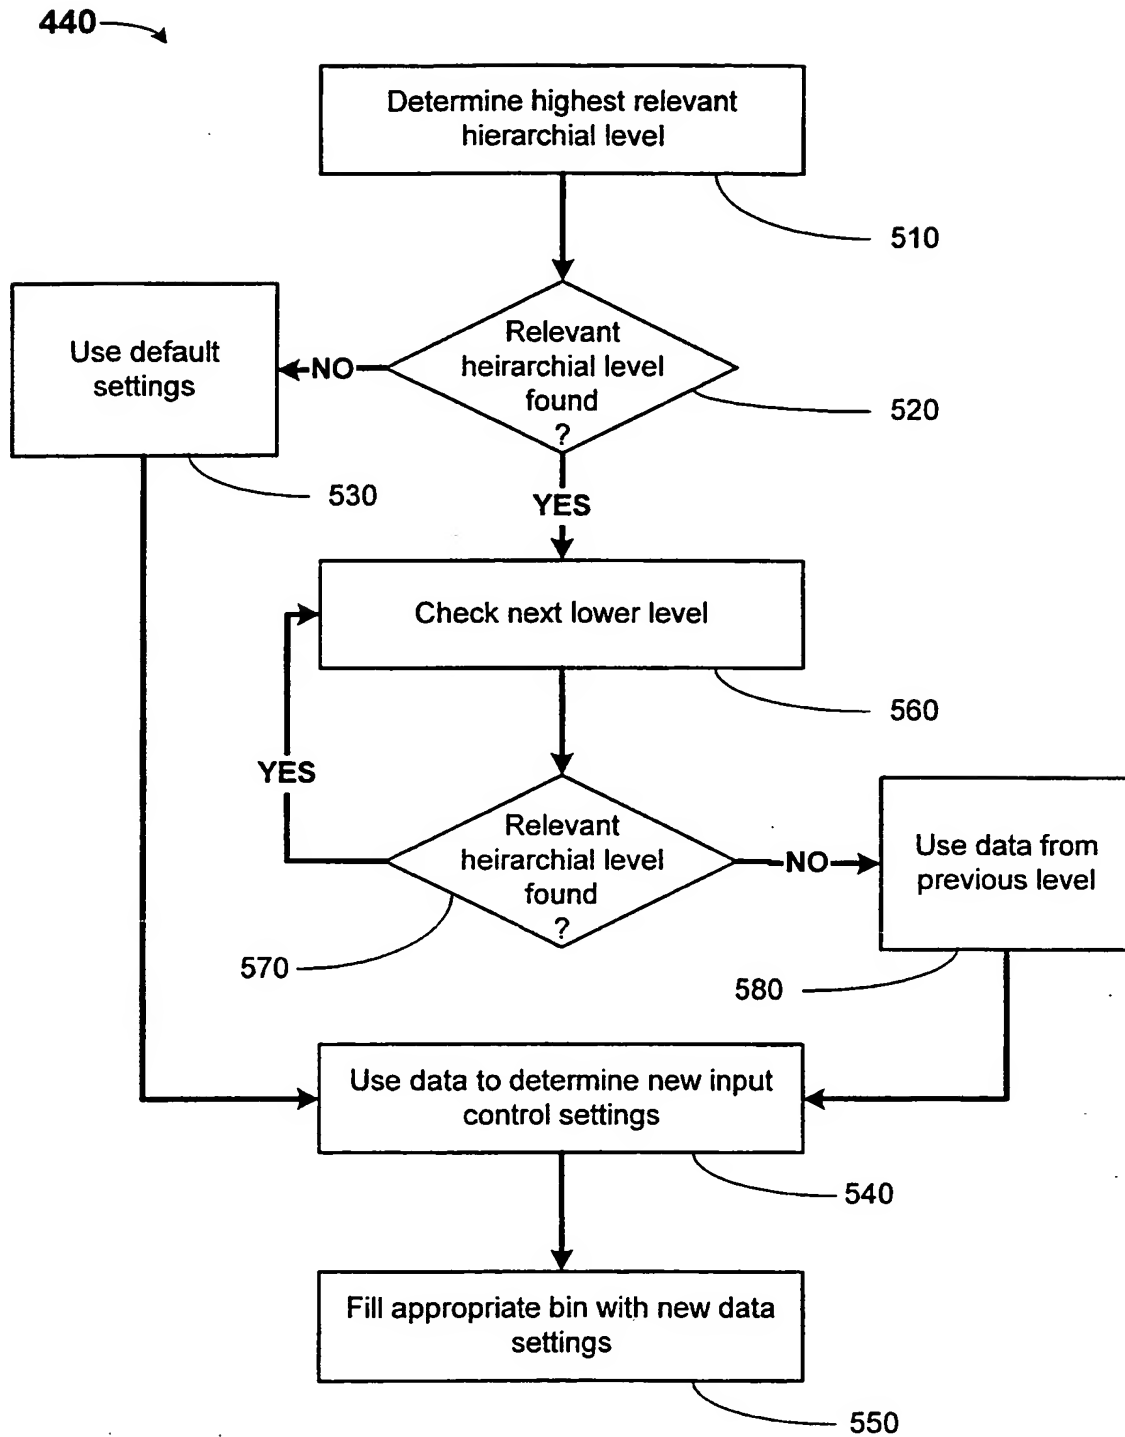 440
Determine highest relevant
hierarchial level
510
Relevant
heirarchial level
found
?
520
NO
Use default
settings
530
YES
Check next lower level
560
YES
Relevant
heirarchial level
found
?
570
NO
Use data from
previous level
580
Use data to determine new input
control settings
540
Fill appropriate bin with new data
settings
550